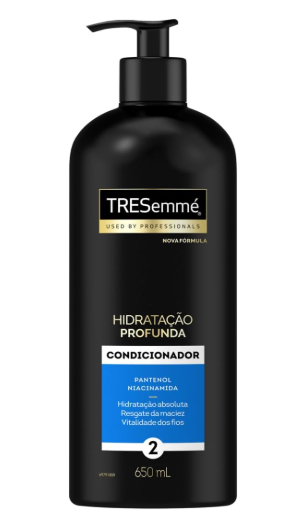 TRESemmé
USED BY PROFESSIONALS
NOVA FÓRMULA
HIDRATAÇÃO
PROFUNDA
CONDICIONADOR
PANTENOL
NIACINAMIDA
Hidratação absoluta
Resgate da maciez
Vitalidade dos fios
2
650 mL